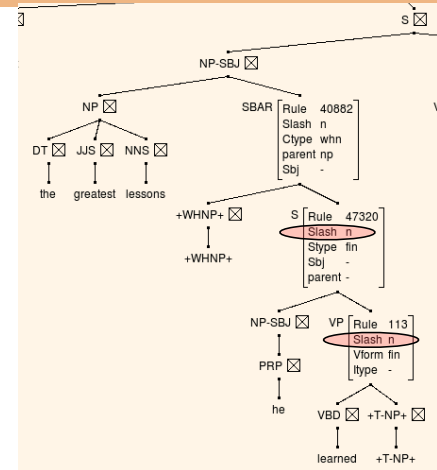 S
NP-SBJ
NP
SBAR
Rule 40882
Slash n
Ctype whn
parent np
Sbj -
DT JJS NNS
the greatest lessons
+WHNP+
S
Rule 47320
Slash n
Stype fin
Sbj -
parent -
+WHNP+
NP-SBJ
VP
Rule 113
Slash n
Vform fin
Itype -
PRP
he
VBD +T-NP+
learned +T-NP+